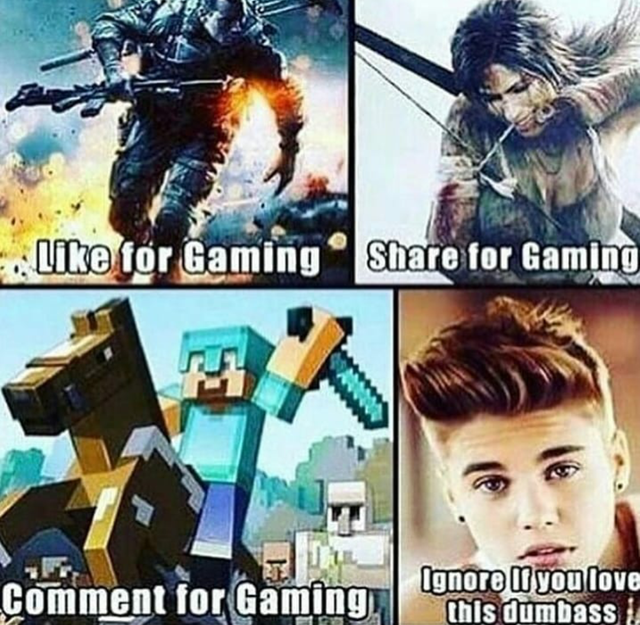 Like for Gaming
Share for Gaming
Comment for Gaming
Ignore If you love
this dumbass